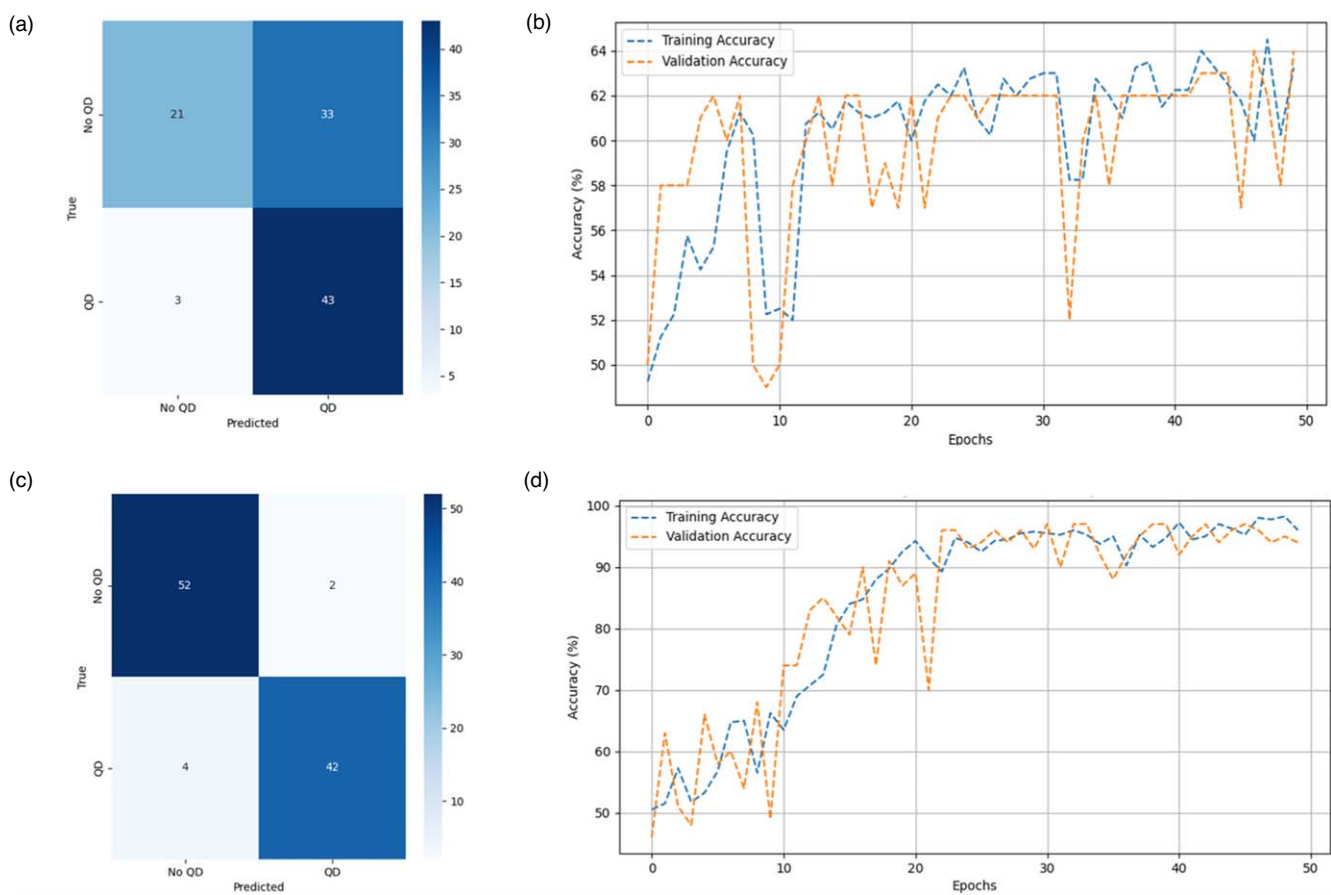 (a)
No QD
21
33
True
QD
3
43
No QD
QD
Predicted
40
35
30
25
20
15
10
5
(b)
Training Accuracy
Validation Accuracy
Accuracy (%)
64
62
60
58
56
54
52
50
0
10
20
30
40
50
Epochs
(c)
No QD
52
2
True
QD
4
42
No QD
QD
Predicted
50
40
30
20
10
(d)
Training Accuracy
Validation Accuracy
Accuracy (%)
100
90
80
70
60
50
0
10
20
30
40
50
Epochs